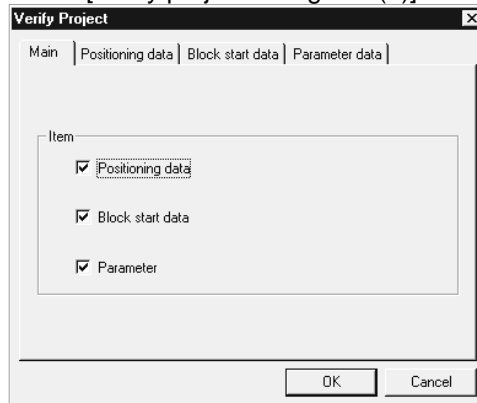 Verify Project
Main Positioning data Block start data Parameter data
Item
Positioning data
Block start data
Parameter
OK Cancel